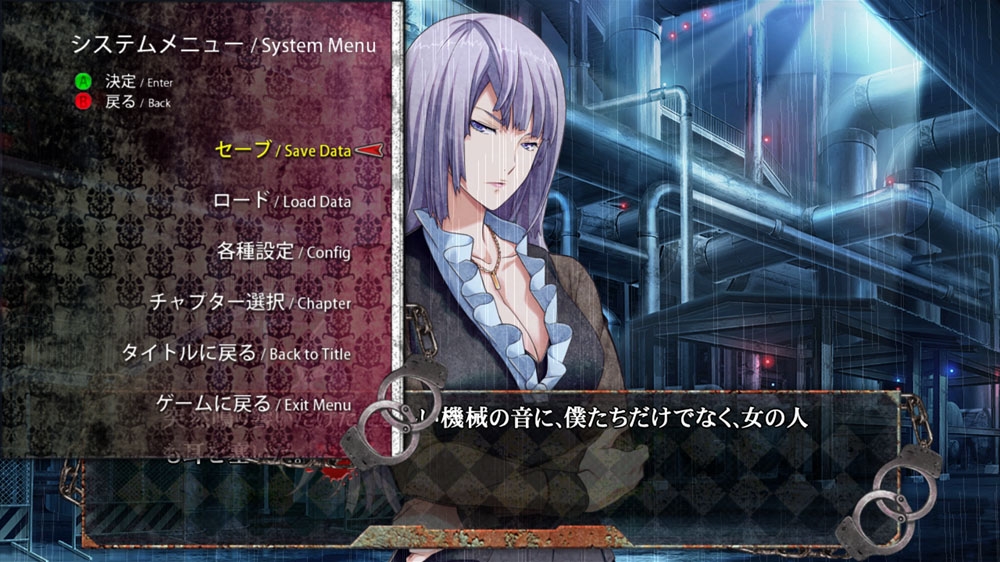 システムメニュー / System Menu
A 決定 / Enter
B 戻る / Back
セーブ / Save Data
ロード / Load Data
各種設定 / Config
チャプター選択 / Chapter
タイトルに戻る / Back to Title
ゲームに戻る / Exit Menu
い機械の音に､僕たちだけでなく､女の人